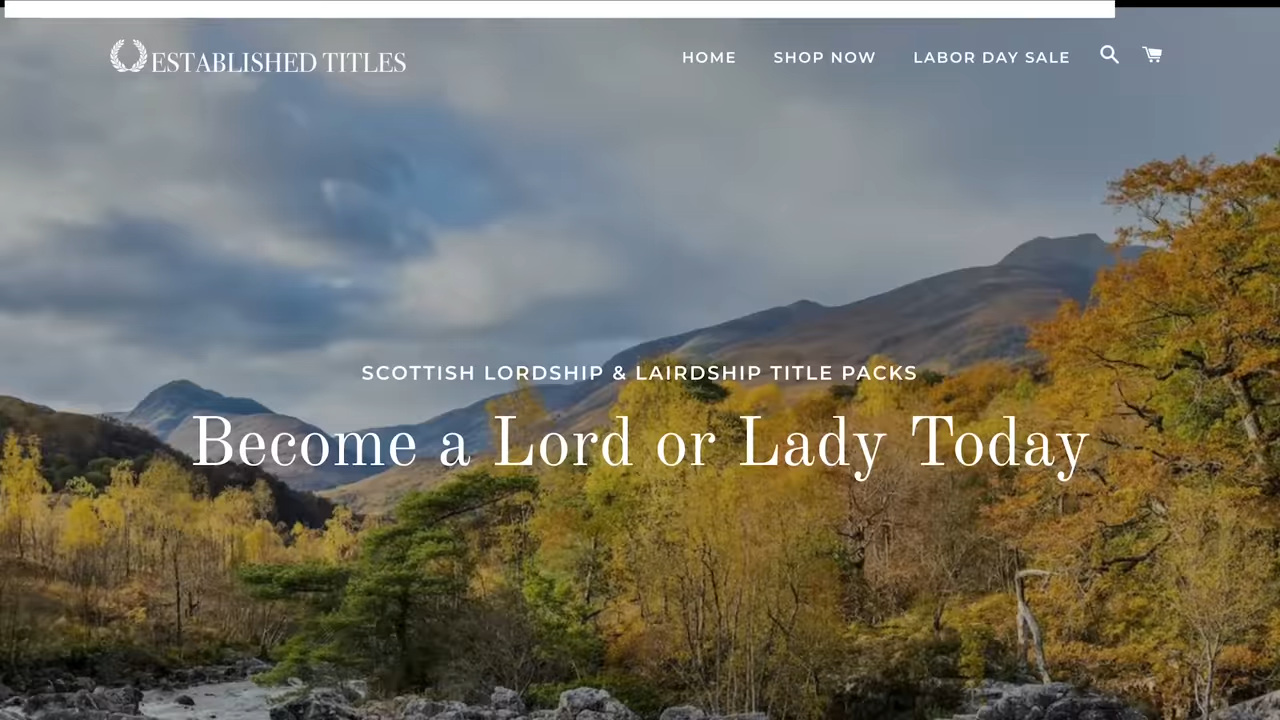 ESTABLISHED TITLES
HOME SHOP NOW LABOR DAY SALE
SCOTTISH LORDSHIP & LAIRDSHIP TITLE PACKS
Become a Lord or Lady Today